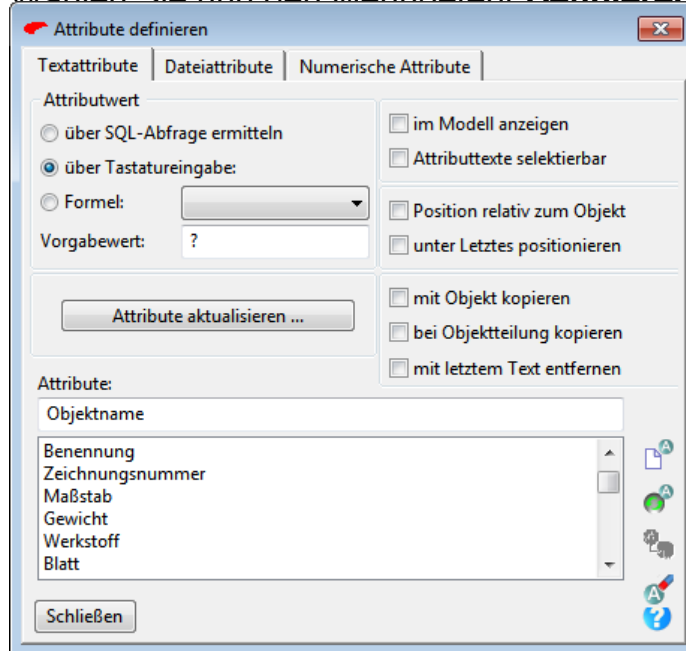 Attribute definieren
Textattribute Dateiattribute Numerische Attribute
Attributwert
über SQL-Abfrage ermitteln
über Tastatureingabe:
Formel:
Vorgabewert: ?
im Modell anzeigen
Attributtexte selektierbar
Position relativ zum Objekt
unter Letztes positionieren
Attribute aktualisieren ...
mit Objekt kopieren
bei Objektteilung kopieren
mit letztem Text entfernen
Attribute:
Objektname
Benennung
Zeichnungsnummer
Maßstab
Gewicht
Werkstoff
Blatt
Schließen